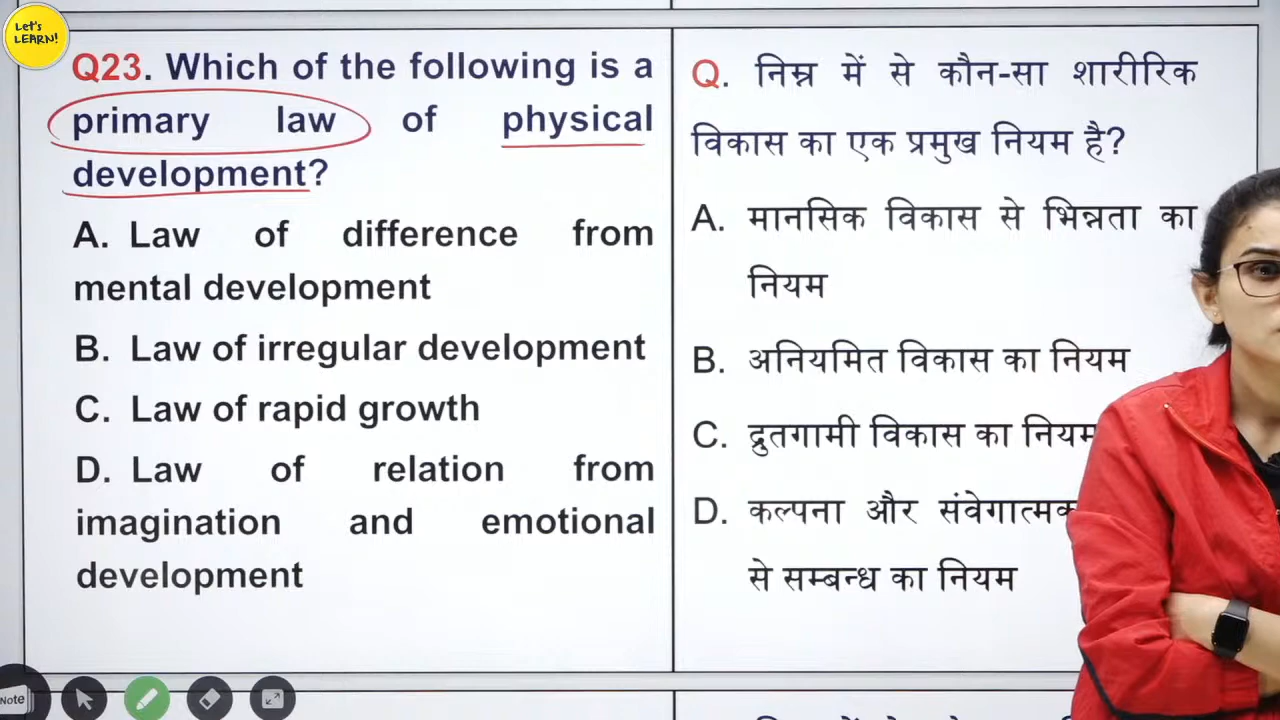 Let's
LEARN!
Q23. Which of the following is a
primary law of physical
development?
A. Law of difference from
mental development
B. Law of irregular development
C. Law of rapid growth
D. Law of relation from
imagination and emotional
development
Q. निम्न में से कौन-सा शारीरिक
विकास का एक प्रमुख नियम है?
A. मानसिक विकास से भिन्नता का
नियम
B. अनियमित विकास का नियम
C. द्रुतगामी विकास का नियम
D. कल्पना और संवेगात्मक
से सम्बन्ध का नियम
Note